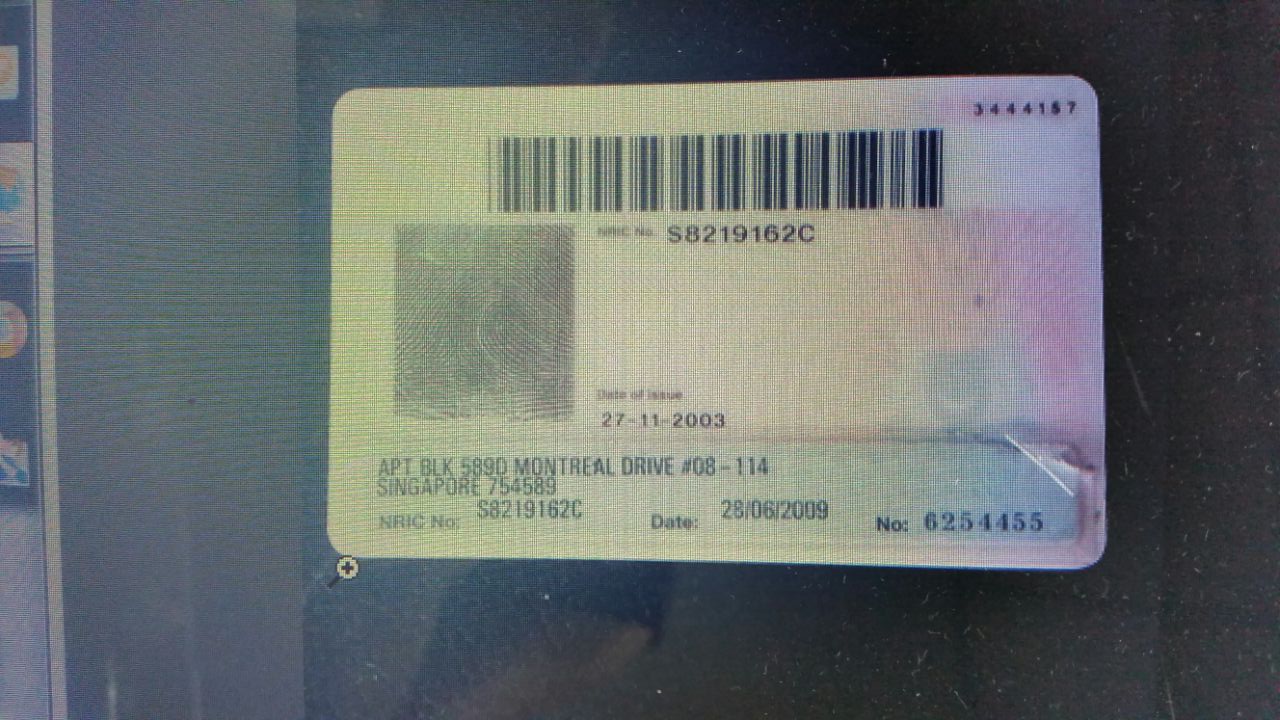 3444157
NRIC No. S8219162C
Date of issue
27-11-2003
APT BLK 589D MONTREAL DRIVE #08-114
SINGAPORE 754589
NRIC No: S8219162C Date: 28/06/2009 No: 6254455